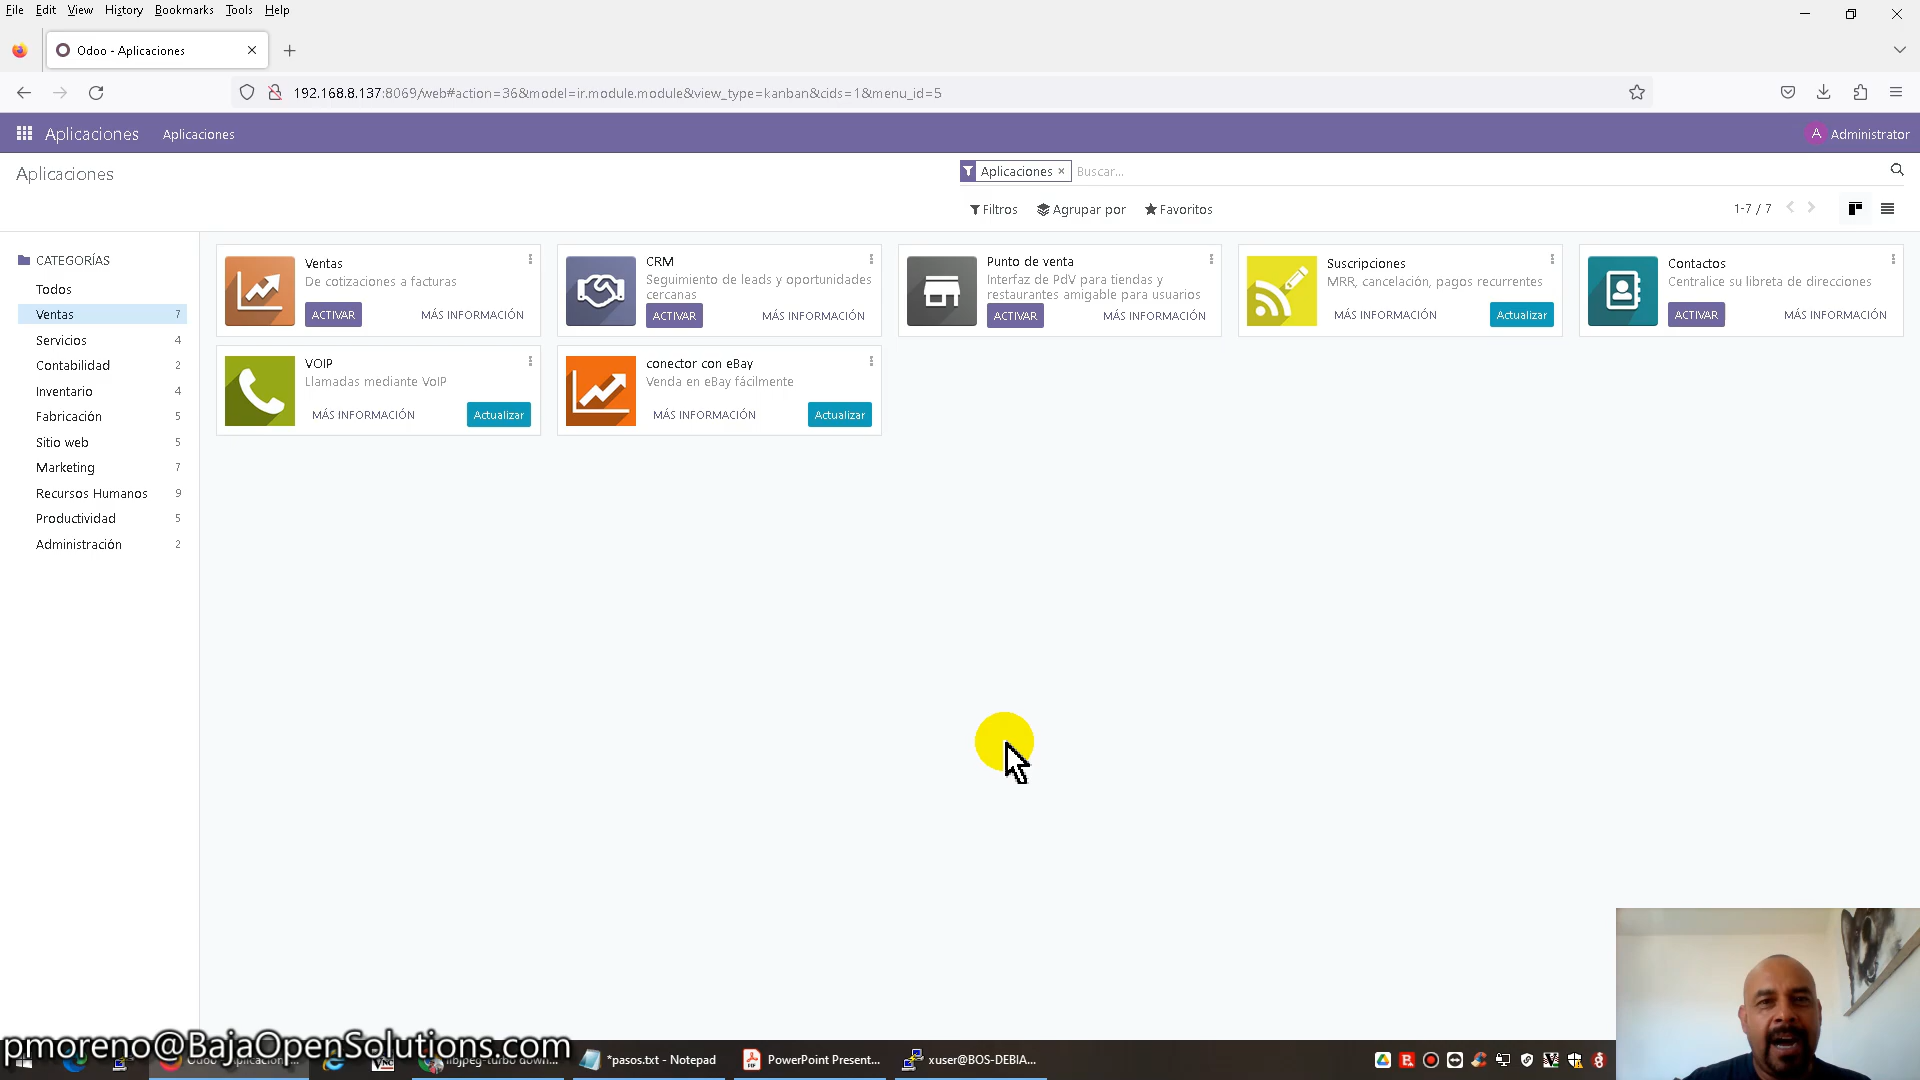 File Edit View History Bookmarks Tools Help
Odoo - Aplicaciones
192.168.8.137:8069/web#action=36&model=ir.module.module&view_type=kanban&cids=1&menu_id=5
Aplicaciones Aplicaciones A Administrator
Aplicaciones
Aplicaciones × Buscar...
Filtros Agrupar por Favoritos 1-7 / 7
CATEGORÍAS
Todos
Ventas 7
Servicios 4
Contabilidad 2
Inventario 4
Fabricación 5
Sitio web 5
Marketing 7
Recursos Humanos 9
Productividad 5
Administración 2
Ventas
De cotizaciones a facturas
ACTIVAR MÁS INFORMACIÓN
CRM
Seguimiento de leads y oportunidades
cercanas
ACTIVAR MÁS INFORMACIÓN
Punto de venta
Interfaz de PdV para tiendas y
restaurantes amigable para usuarios
ACTIVAR MÁS INFORMACIÓN
Suscripciones
MRR, cancelación, pagos recurrentes
MÁS INFORMACIÓN Actualizar
Contactos
Centralice su libreta de direcciones
ACTIVAR MÁS INFORMACIÓN
VOIP
Llamadas mediante VoIP
MÁS INFORMACIÓN Actualizar
conector con eBay
Venda en eBay fácilmente
MÁS INFORMACIÓN Actualizar
pmoreno@BajaOpenSolutions.com
*pasos.txt - Notepad PowerPoint Present... xuser@BOS-DEBIA...